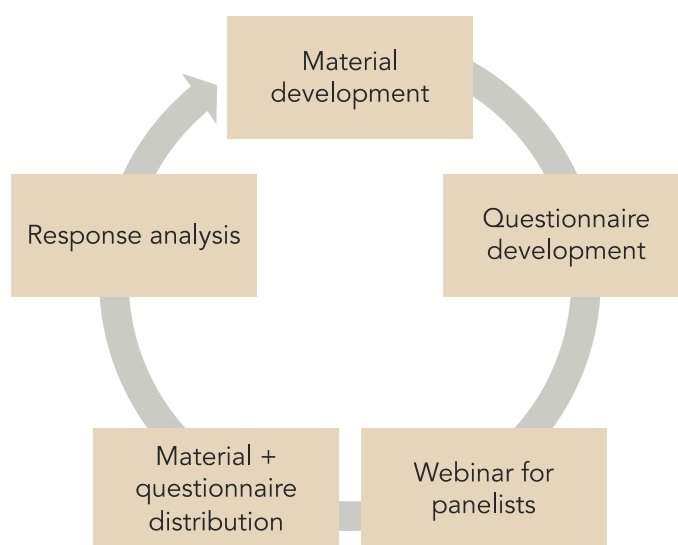 Material
development
Questionnaire
development
Webinar for
panelists
Material +
questionnaire
distribution
Response analysis